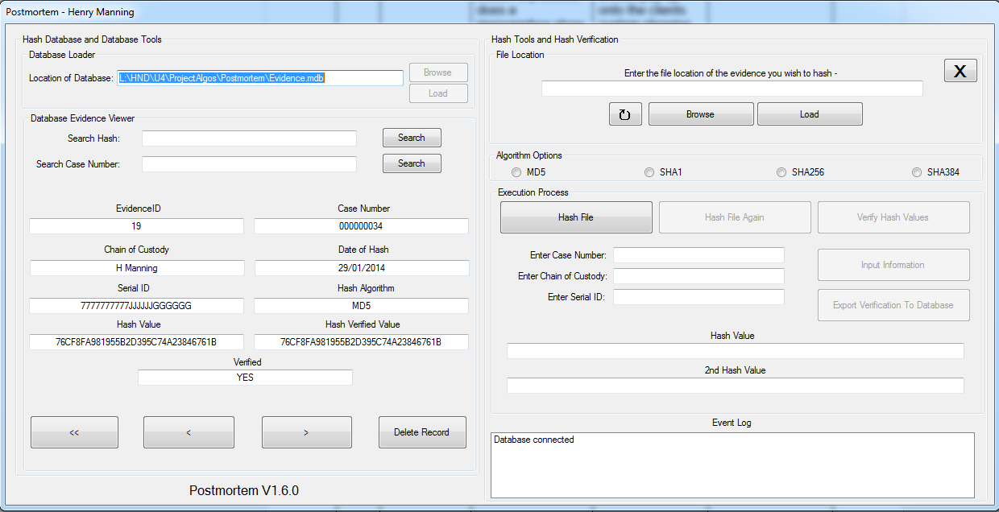 Postmortem - Henry Manning
does a
onto the clients
Hash Database and Database Tools
Database Loader
Location of Database: L:\HND\U4\ProjectAlgos\Postmortem\Evidence.mdb
Browse
Load
Database Evidence Viewer
Search Hash:
Search
Search Case Number:
Search
EvidenceID
Case Number
19
000000034
Chain of Custody
Date of Hash
H Manning
29/01/2014
Serial ID
Hash Algorithm
7777777777JJJJJJGGGGGG
MD5
Hash Value
Hash Verified Value
76CF8FA981955B2D395C74A23846761B
76CF8FA981955B2D395C74A23846761B
Verified
YES
<<
<
>
Delete Record
Postmortem V1.6.0
Hash Tools and Hash Verification
File Location
X
Enter the file location of the evidence you wish to hash -
Browse
Load
Algorithm Options
MD5
SHA1
SHA256
SHA384
Execution Process
Hash File
Hash File Again
Verify Hash Values
Enter Case Number:
Enter Chain of Custody:
Enter Serial ID:
Input Information
Export Verification To Database
Hash Value
2nd Hash Value
Event Log
Database connected